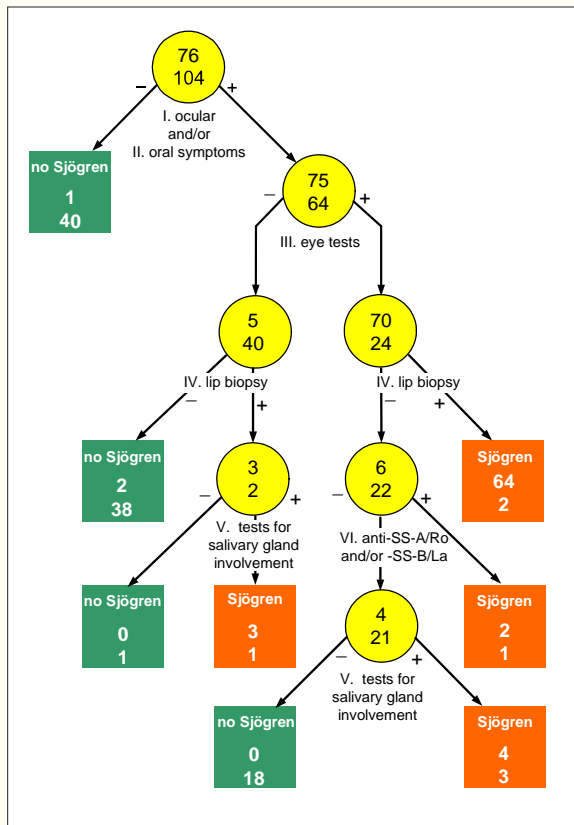 76
104
–
+
I. ocular
and/or
II. oral symptoms
no Sjögren
1
40
75
64
–
+
III. eye tests
5
40
70
24
IV. lip biopsy
–
+
IV. lip biopsy
–
+
no Sjögren
2
38
3
2
6
22
Sjögren
64
2
–
+
V. tests for
salivary gland
involvement
–
+
VI. anti-SS-A/Ro
and/or -SS-B/La
no Sjögren
0
1
Sjögren
3
1
4
21
Sjögren
2
1
–
+
V. tests for
salivary gland
involvement
no Sjögren
0
18
Sjögren
4
3